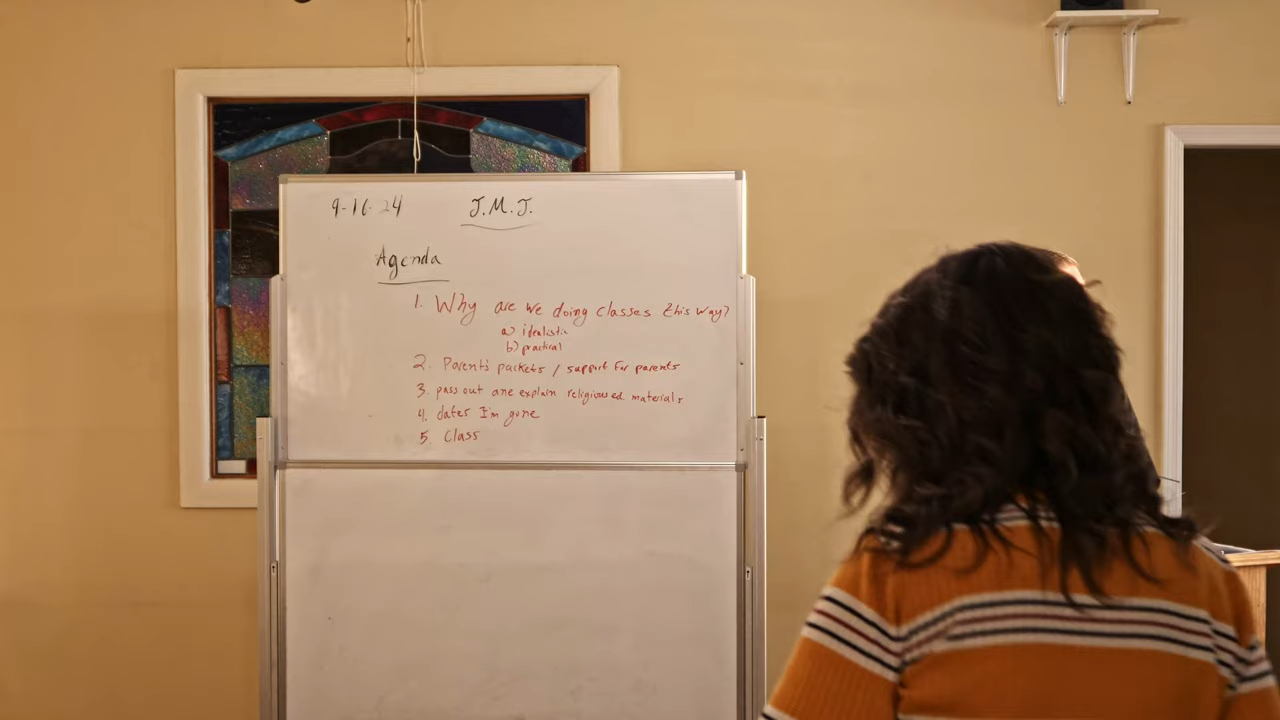 9-16-24 J.M.J.
Agenda
1. Why are we doing classes this way?
a) idealistic
b) practical
2. Parent's packets / support for parents
3. pass out and explain religious ed materials
4. dates I'm gone
5. Class